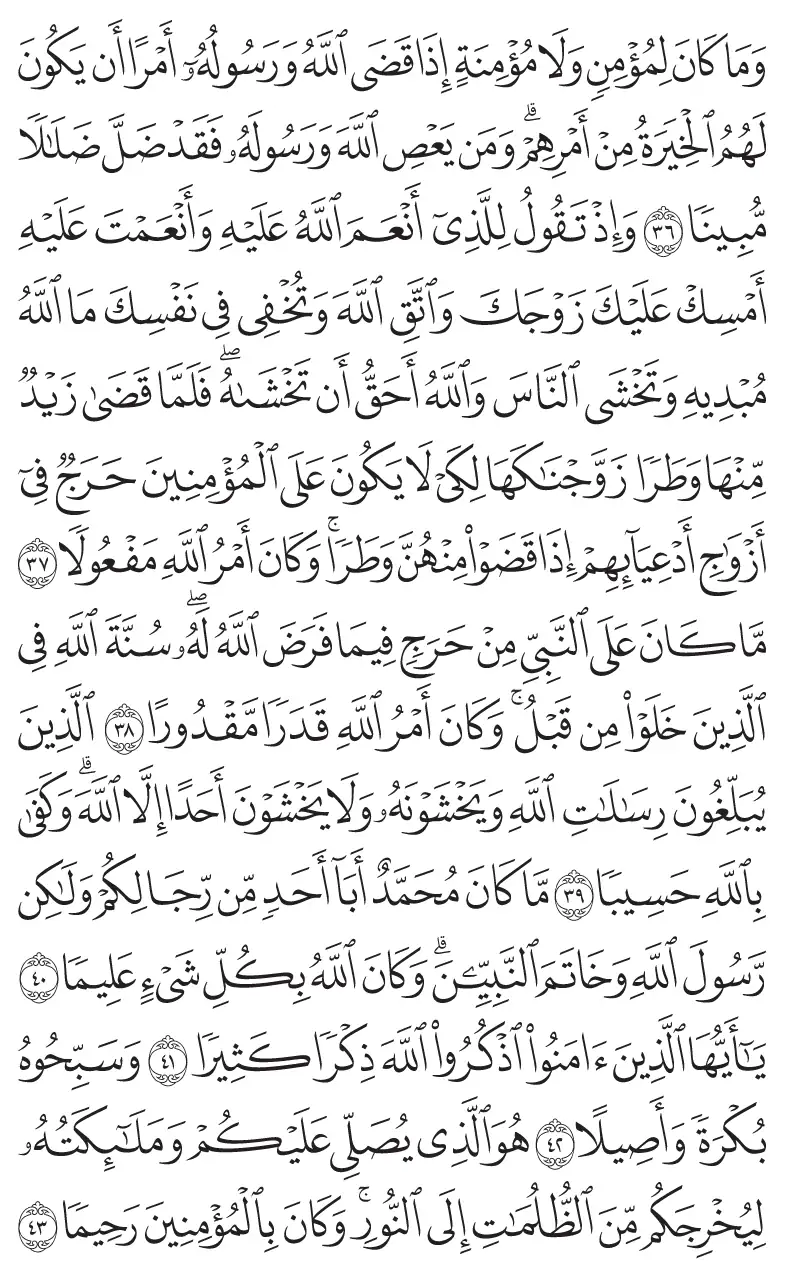 وَمَا كَانَ لِمُؤۡمِنٖ وَلَا مُؤۡمِنَةٍ إِذَا قَضَى ٱللَّهُ وَرَسُولُهُۥٓ أَمۡرًا أَن يَكُونَ
لَهُمُ ٱلۡخِيَرَةُ مِنۡ أَمۡرِهِمۡۗ وَمَن يَعۡصِ ٱللَّهَ وَرَسُولَهُۥ فَقَدۡ ضَلَّ ضَلَٰلٗا
مُّبِينٗا ٣٦ وَإِذۡ تَقُولُ لِلَّذِيٓ أَنۡعَمَ ٱللَّهُ عَلَيۡهِ وَأَنۡعَمۡتَ عَلَيۡهِ
أَمۡسِكۡ عَلَيۡكَ زَوۡجَكَ وَٱتَّقِ ٱللَّهَ وَتُخۡفِي فِي نَفۡسِكَ مَا ٱللَّهُ
مُبۡدِيهِ وَتَخۡشَى ٱلنَّاسَ وَٱللَّهُ أَحَقُّ أَن تَخۡشَىٰهُۖ فَلَمَّا قَضَىٰ زَيۡدٞ
مِّنۡهَا وَطَرٗا زَوَّجۡنَٰكَهَا لِكَيۡ لَا يَكُونَ عَلَى ٱلۡمُؤۡمِنِينَ حَرَجٞ فِيٓ
أَزۡوَٰجِ أَدۡعِيَآئِهِمۡ إِذَا قَضَوۡاْ مِنۡهُنَّ وَطَرٗاۚ وَكَانَ أَمۡرُ ٱللَّهِ مَفۡعُولٗا ٣٧
مَّا كَانَ عَلَى ٱلنَّبِيِّ مِنۡ حَرَجٖ فِيمَا فَرَضَ ٱللَّهُ لَهُۥۖ سُنَّةَ ٱللَّهِ فِي
ٱلَّذِينَ خَلَوۡاْ مِن قَبۡلُۚ وَكَانَ أَمۡرُ ٱللَّهِ قَدَرٗا مَّقۡدُورًا ٣٨ ٱلَّذِينَ
يُبَلِّغُونَ رِسَٰلَٰتِ ٱللَّهِ وَيَخۡشَوۡنَهُۥ وَلَا يَخۡشَوۡنَ أَحَدًا إِلَّا ٱللَّهَۗ وَكَفَىٰ
بِٱللَّهِ حَسِيبٗا ٣٩ مَّا كَانَ مُحَمَّدٌ أَبَآ أَحَدٖ مِّن رِّجَالِكُمۡ وَلَٰكِن
رَّسُولَ ٱللَّهِ وَخَاتَمَ ٱلنَّبِيِّـۧنَۗ وَكَانَ ٱللَّهُ بِكُلِّ شَيۡءٍ عَلِيمٗا ٤٠
يَٰٓأَيُّهَا ٱلَّذِينَ ءَامَنُواْ ٱذۡكُرُواْ ٱللَّهَ ذِكۡرٗا كَثِيرٗا ٤١ وَسَبِّحُوهُ
بُكۡرَةٗ وَأَصِيلًا ٤٢ هُوَ ٱلَّذِي يُصَلِّي عَلَيۡكُمۡ وَمَلَٰٓئِكَتُهُۥ
لِيُخۡرِجَكُم مِّنَ ٱلظُّلُمَٰتِ إِلَى ٱلنُّورِۚ وَكَانَ بِٱلۡمُؤۡمِنِينَ رَحِيمٗا ٤٣